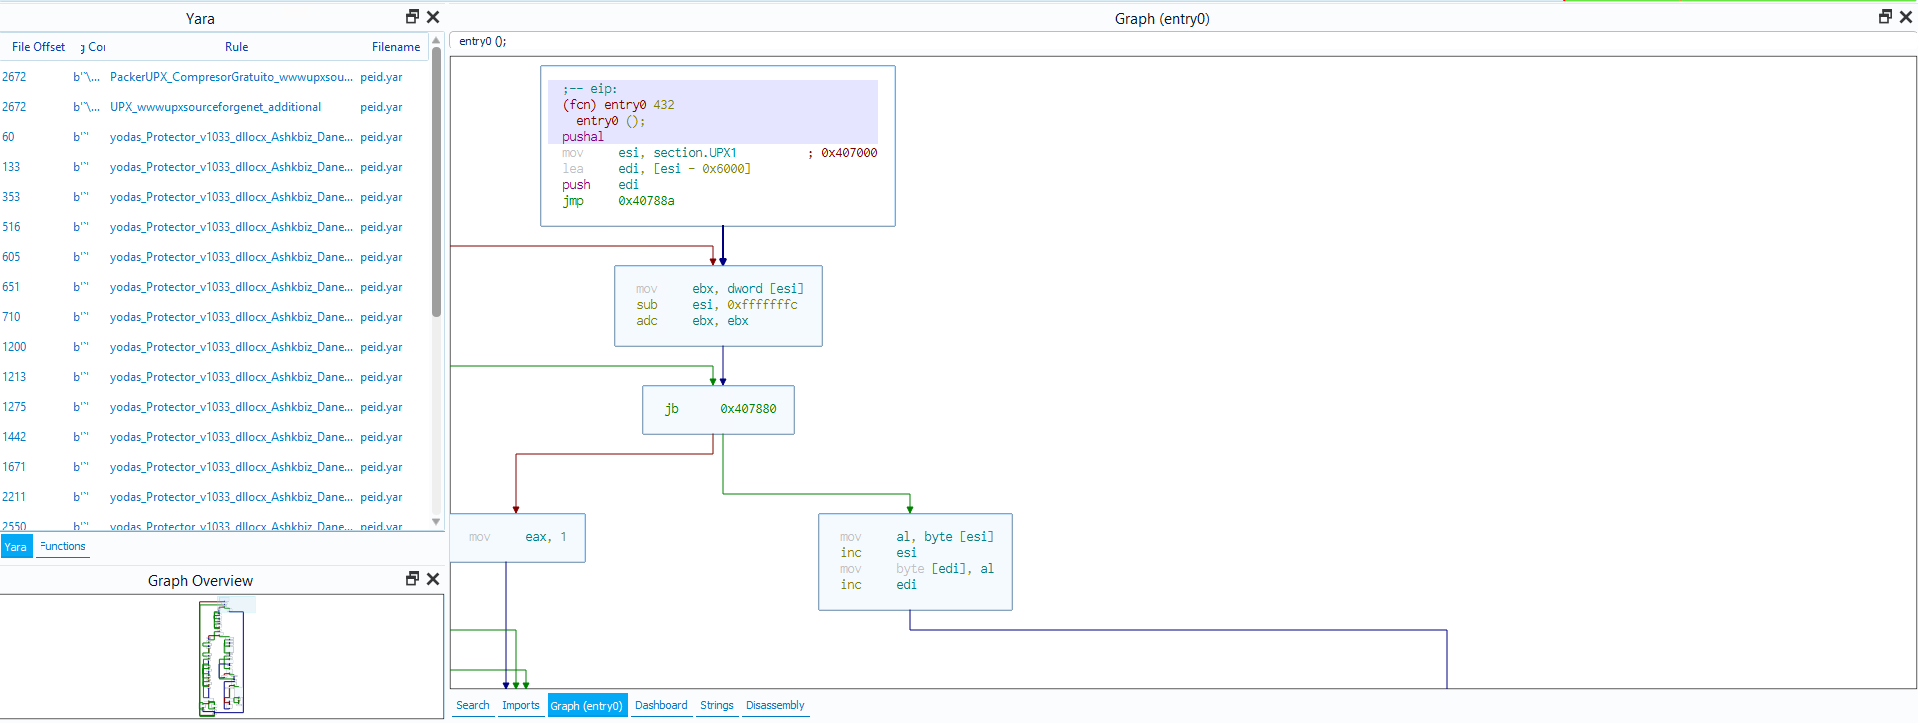 Yara
File Offset g Coi Rule Filename
2672 b'`\... PackerUPX_CompresorGratuito_wwwupxsou... peid.yar
2672 b'`\... UPX_wwwupxsourceforgenet_additional peid.yar
60 b'`' yodas_Protector_v1033_dllocx_Ashkbiz_Dane... peid.yar
133 b'`' yodas_Protector_v1033_dllocx_Ashkbiz_Dane... peid.yar
353 b'`' yodas_Protector_v1033_dllocx_Ashkbiz_Dane... peid.yar
516 b'`' yodas_Protector_v1033_dllocx_Ashkbiz_Dane... peid.yar
605 b'`' yodas_Protector_v1033_dllocx_Ashkbiz_Dane... peid.yar
651 b'`' yodas_Protector_v1033_dllocx_Ashkbiz_Dane... peid.yar
710 b'`' yodas_Protector_v1033_dllocx_Ashkbiz_Dane... peid.yar
1200 b'`' yodas_Protector_v1033_dllocx_Ashkbiz_Dane... peid.yar
1213 b'`' yodas_Protector_v1033_dllocx_Ashkbiz_Dane... peid.yar
1275 b'`' yodas_Protector_v1033_dllocx_Ashkbiz_Dane... peid.yar
1442 b'`' yodas_Protector_v1033_dllocx_Ashkbiz_Dane... peid.yar
1671 b'`' yodas_Protector_v1033_dllocx_Ashkbiz_Dane... peid.yar
2211 b'`' yodas_Protector_v1033_dllocx_Ashkbiz_Dane... peid.yar
2550 b'`' yodas_Protector_v1033_dllocx_Ashkbiz_Dane... peid.yar
Yara Functions
Graph Overview
Graph (entry0)
entry0 ();
;-- eip:
(fcn) entry0 432
entry0 ();
pushal
mov esi, section.UPX1 ; 0x407000
lea edi, [esi - 0x6000]
push edi
jmp 0x40788a
mov ebx, dword [esi]
sub esi, 0xfffffffc
adc ebx, ebx
jb 0x407880
mov eax, 1
mov al, byte [esi]
inc esi
mov byte [edi], al
inc edi
Search Imports Graph (entry0) Dashboard Strings Disassembly